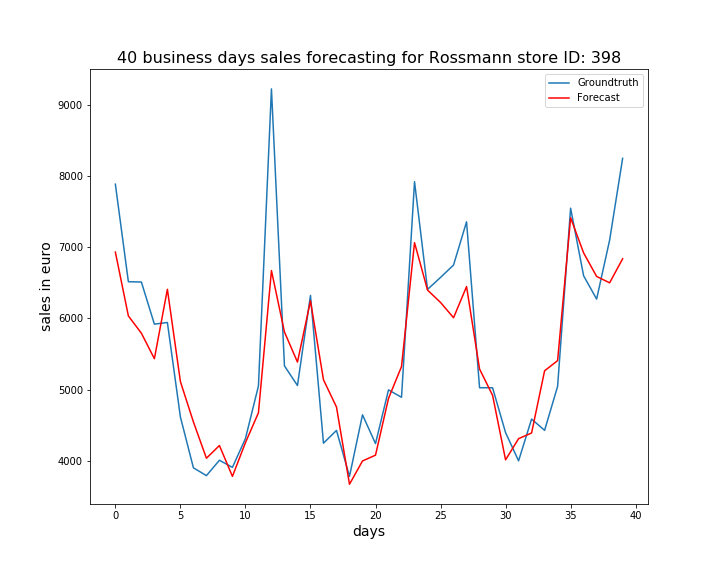 40 business days sales forecasting for Rossmann store ID: 398
Groundtruth
Forecast
9000
8000
7000
6000
5000
4000
sales in euro
0 5 10 15 20 25 30 35 40
days